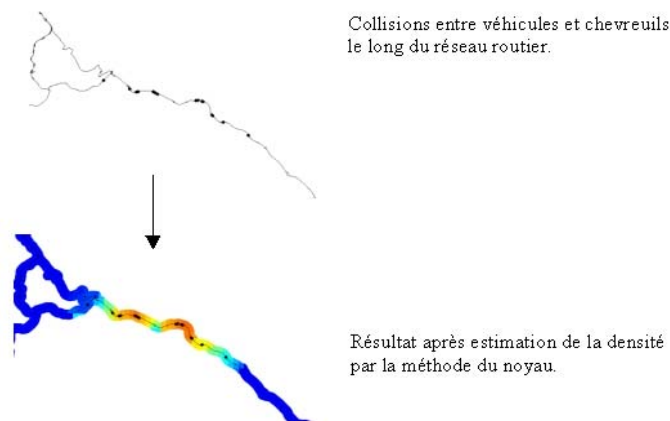 Collisions entre véhicules et chevreuils
le long du réseau routier.
Résultat après estimation de la densité
par la méthode du noyau.